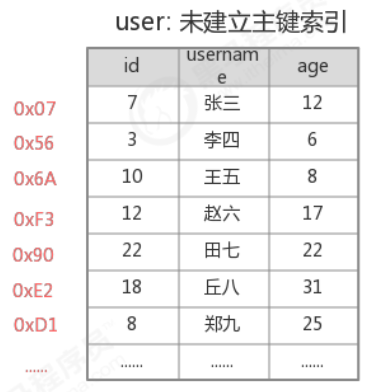 user: 未建立主键索引
id usernam e age
0x07 7 张三 12
0x56 3 李四 6
0x6A 10 王五 8
0xF3 12 赵六 17
0x90 22 田七 22
0xE2 18 丘八 31
0xD1 8 郑九 25
...... ...... ...... ......